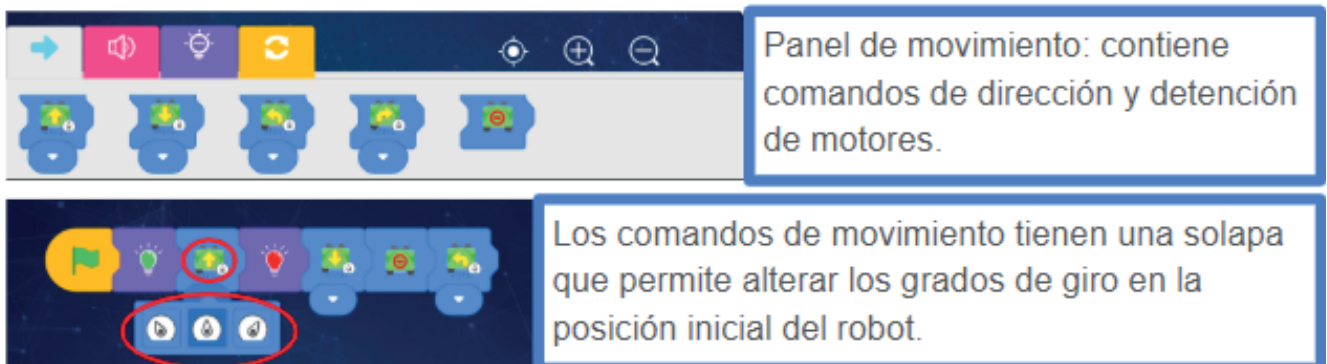 Panel de movimiento: contiene
comandos de dirección y detención
de motores.
Los comandos de movimiento tienen una solapa
que permite alterar los grados de giro en la
posición inicial del robot.